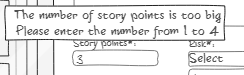 The number of story points is too big
Please enter the number from 1 to 4
Story points*:
Risk*:
3
Select